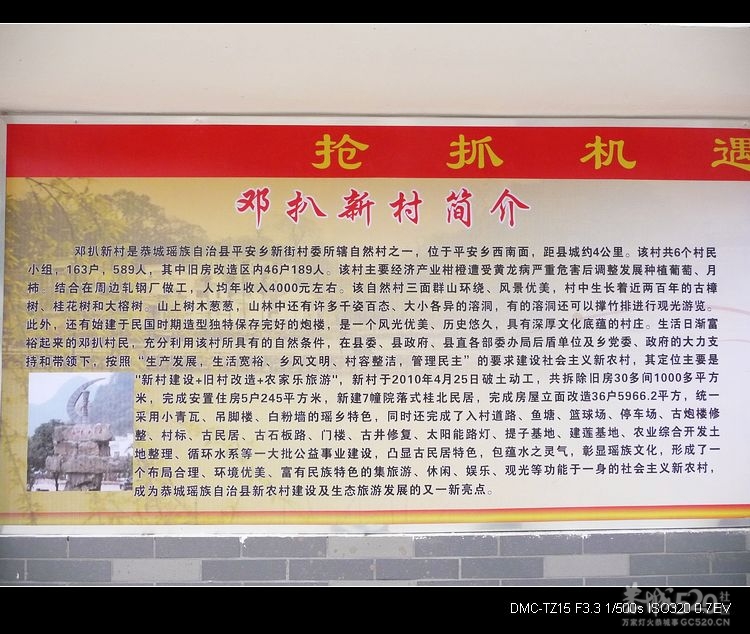 抢抓机遇
邓扒新村简介
邓扒新村是恭城瑶族自治县平安乡新街村委所辖自然村之一，位于平安乡西南面，距县城约4公里。该村共6个村民
小组，163户，589人，其中旧房改造区内46户189人。该村主要经济产业柑橙遭受黄龙病严重危害后调整发展种植葡萄、月
柿。结合在周边轧钢厂做工，人均年收入4000元左右。该自然村三面群山环绕、风景优美，村中生长着近两百年的古樟
树、桂花树和大榕树。山上树木葱葱，山林中还有许多千姿百态、大小各异的溶洞，有的溶洞还可以撑竹排进行观光游览。
此外，还有始建于民国时期造型独特保存完好的炮楼，是一个风光优美、历史悠久，具有深厚文化底蕴的村庄。生活日渐富
裕起来的邓扒村民，充分利用该村所具有的自然条件，在县委、县政府、县直各部委办局后盾单位及乡党委、政府的大力支
持和带领下，按照“生产发展，生活宽裕、乡风文明、村容整洁，管理民主”的要求建设社会主义新农村，其定位主要是
"新村建设+旧村改造+农家乐旅游"，新村于2010年4月25日破土动工，共拆除旧房30多间1000多平方
米，完成安置住房5户245平方米，新建7幢院落式桂北民居，完成房屋立面改造36户5966.2平方，统一
采用小青瓦、吊脚楼、白粉墙的瑶乡特色，同时还完成了入村道路、鱼塘、篮球场、停车场、古炮楼修
整、村标、古民居、古石板路、门楼、古井修复、太阳能路灯、提子基地、建莲基地、农业综合开发土
地整理、循环水系等一大批公益事业建设，凸显古民居特色，包蕴水之灵气，彰显瑶族文化，形成了一
个布局合理、环境优美、富有民族特色的集旅游、休闲、娱乐、观光等功能于一身的社会主义新农村，
成为恭城瑶族自治县新农村建设及生态旅游发展的又一新亮点。
恭城520社
DMC-TZ15 F3.3 1/500s ISO320 0.7EV
万家灯火恭城事GC520.CN